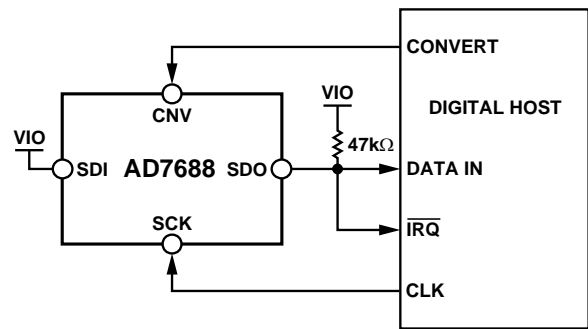 CONVERT
VIO
DIGITAL HOST
CNV
VIO
47kΩ
SDI
AD7688
SDO
DATA IN
SCK
IRQ
CLK